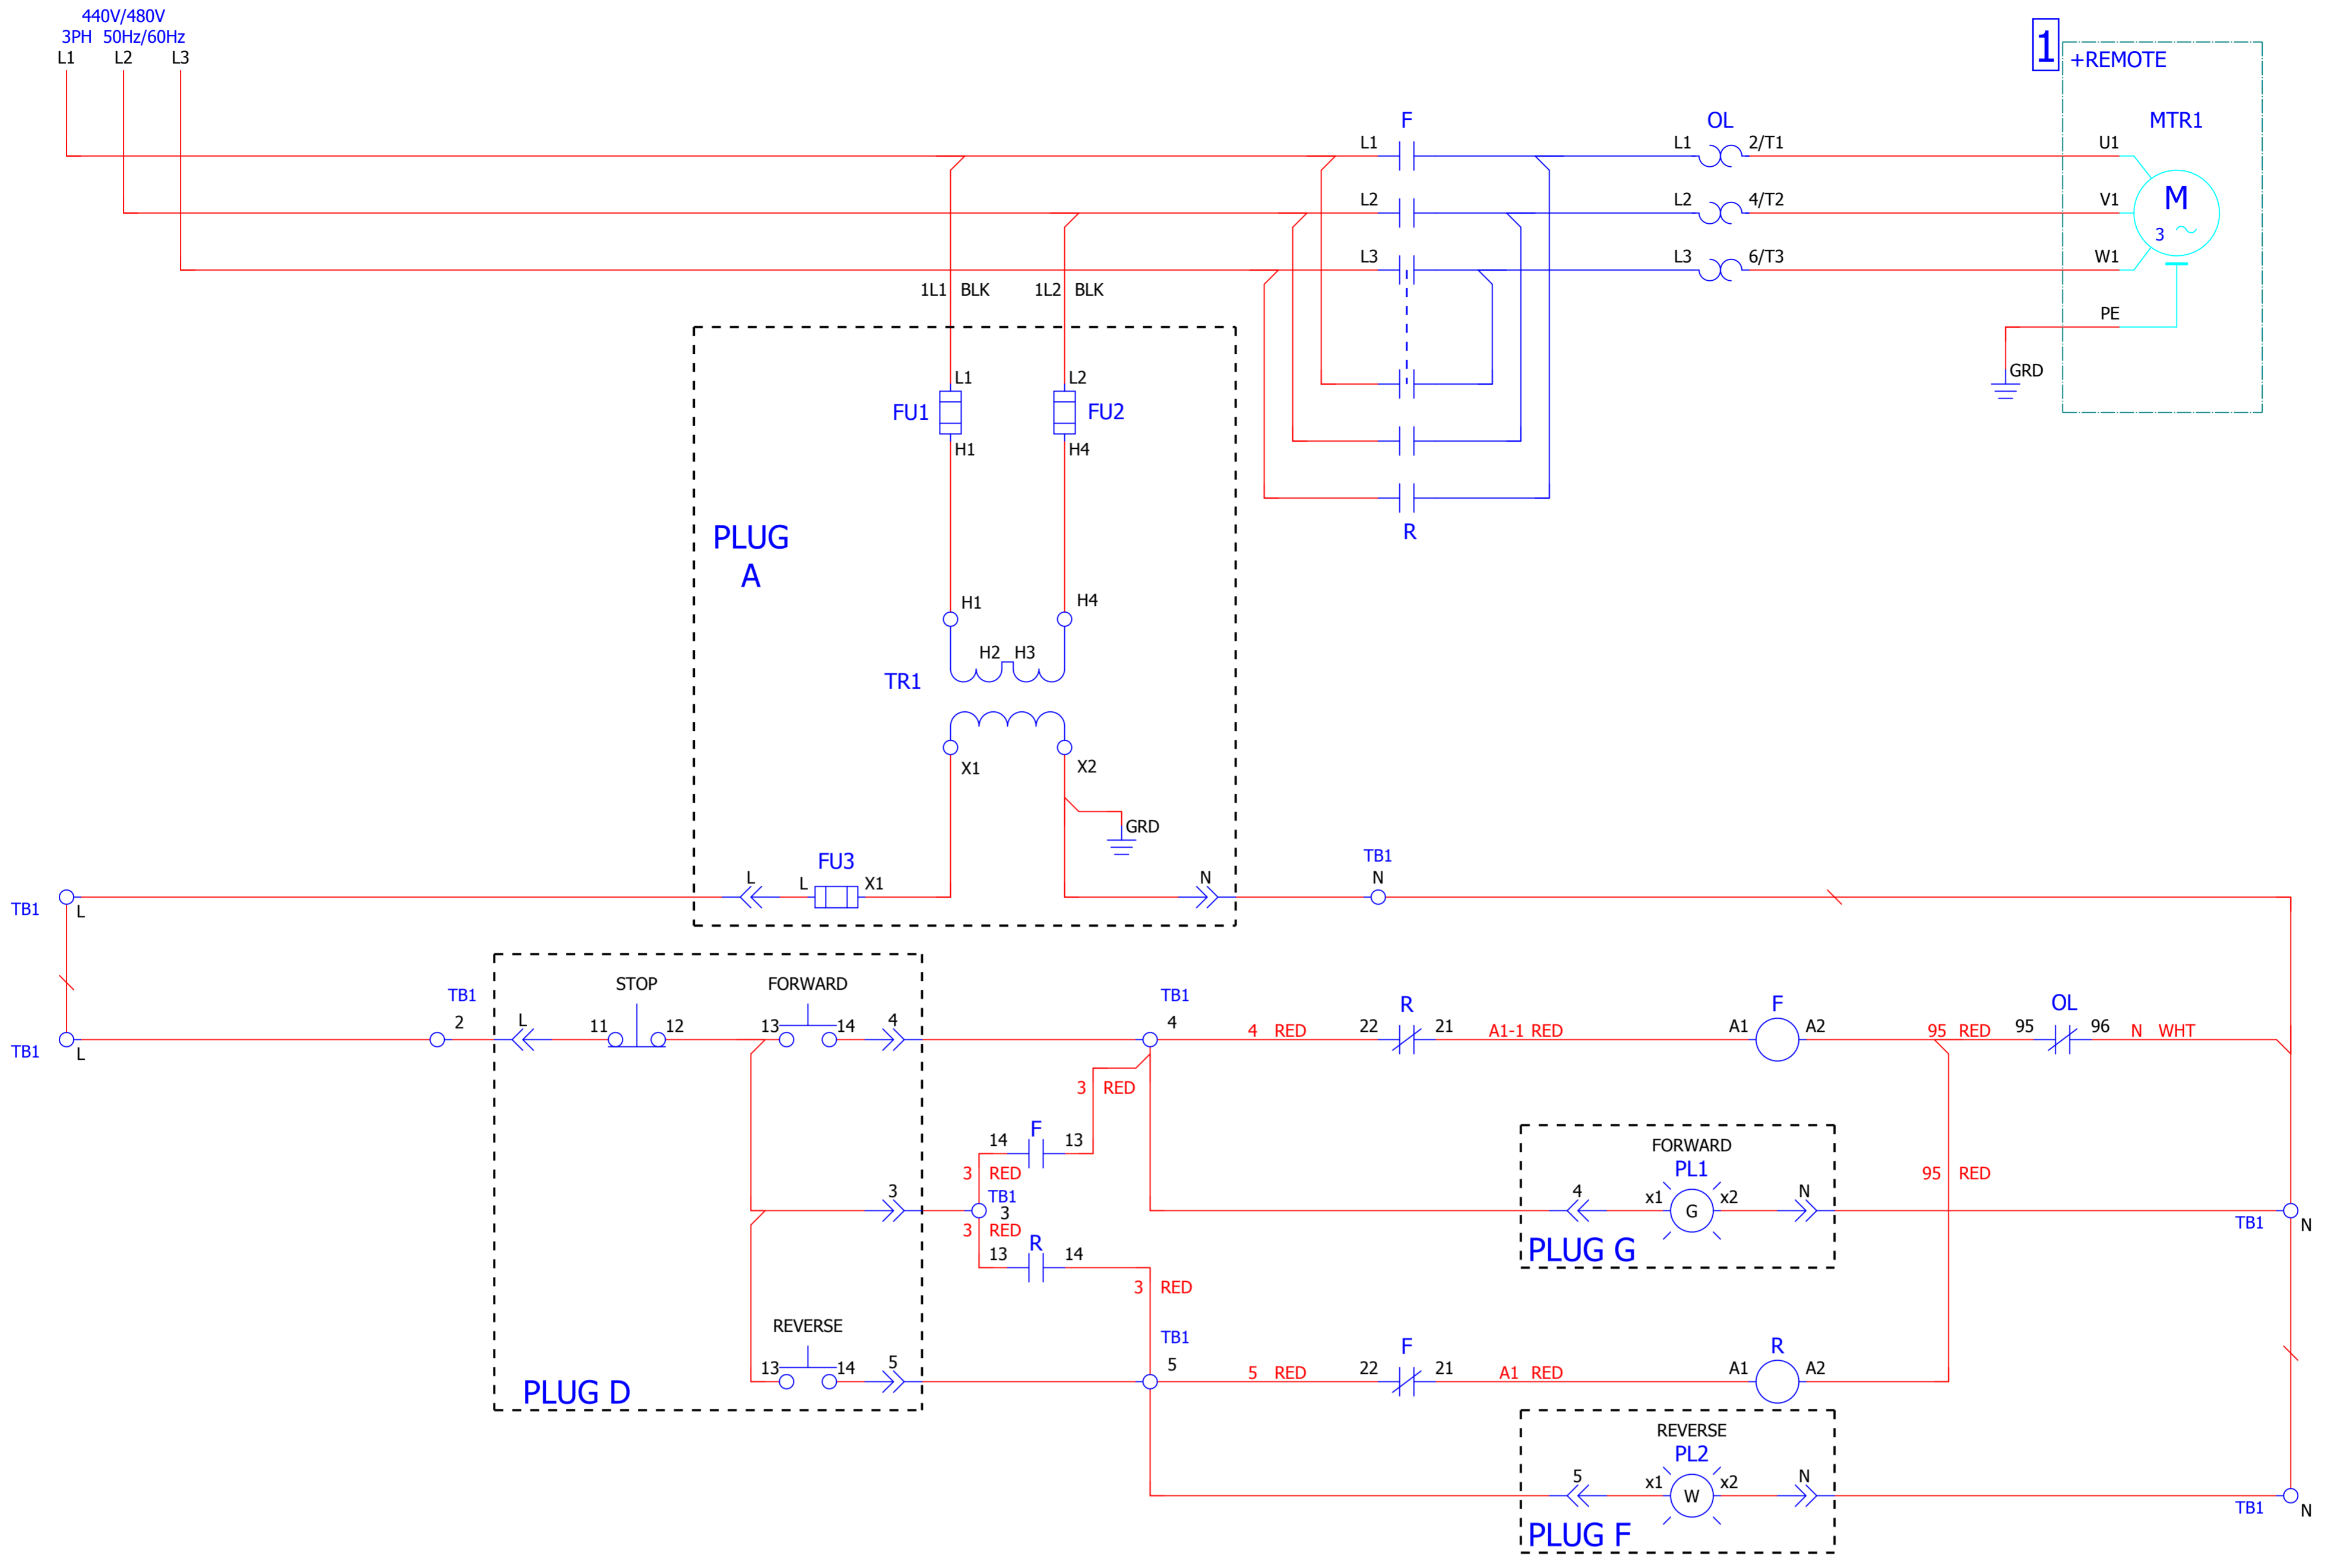 440V/480V
3PH 50Hz/60Hz
L1 L2 L3
1 +REMOTE
F OL MTR1
L1 L1 2/T1 U1
L2 L2 4/T2 V1
M
3
L3 L3 6/T3 W1
1L1 BLK 1L2 BLK
PE
GRD
L1 L2
FU1 FU2
H1 H4
R
PLUG
A
H1 H4
H2 H3
TR1
X1 X2
GRD
FU3
TB1
L L X1 N N
TB1 L
STOP FORWARD
TB1 TB1 R F OL
2 L 11 12 13 14 4 4 4 RED 22 21 A1-1 RED A1 A2 95 RED 95 96 N WHT
TB1 L
3 RED
F
14 13
FORWARD
PL1
3 RED 95 RED
3 TB1 4 x1 x2 N
3 G
TB1 N
3 RED
R
13 14
PLUG G
3 RED
REVERSE
TB1 F R
13 14 5 5 5 RED 22 21 A1 RED A1 A2
PLUG D
REVERSE
PL2
5 x1 x2 N
W
TB1 N
PLUG F